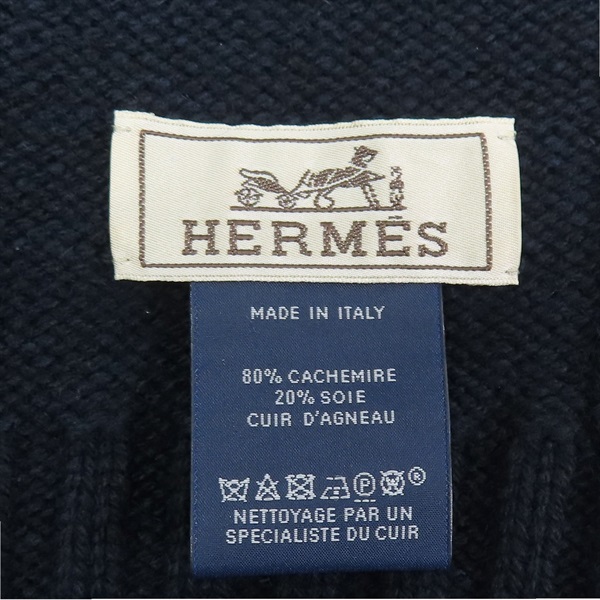 HERMÈS
MADE IN ITALY
80% CACHEMIRE
20% SOIE
CUIR D'AGNEAU
NETTOYAGE PAR UN
SPECIALISTE DU CUIR